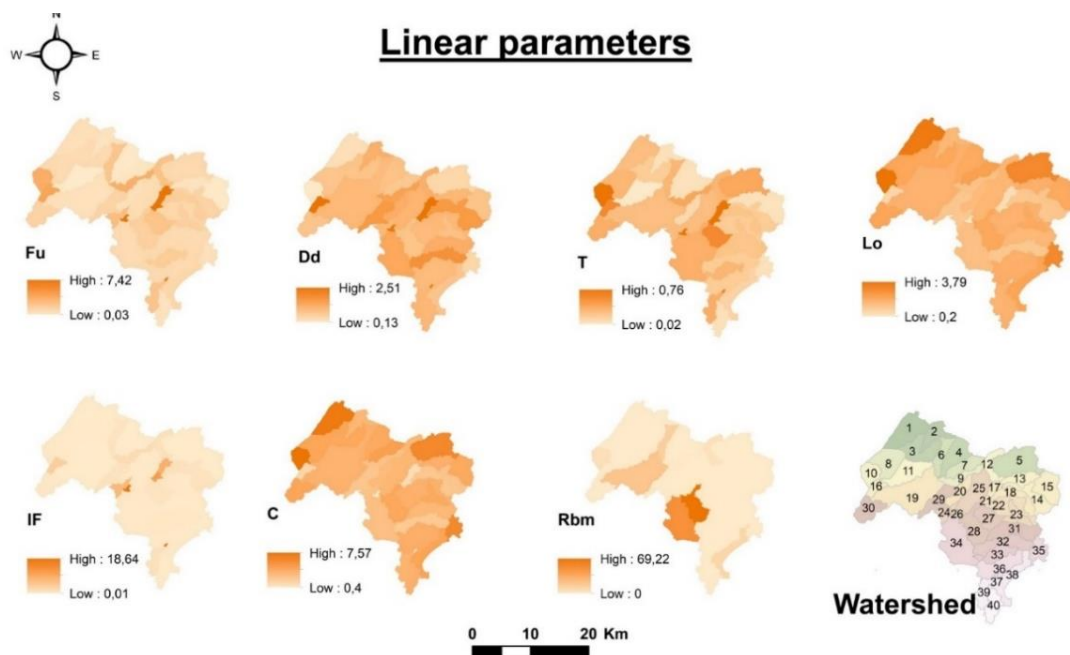 N
W E
S
Linear parameters
Fu
High : 7,42
Low : 0,03
Dd
High : 2,51
Low : 0,13
T
High : 0,76
Low : 0,02
Lo
High : 3,79
Low : 0,2
IF
High : 18,64
Low : 0,01
C
High : 7,57
Low : 0,4
Rbm
High : 69,22
Low : 0
1 2
3 6 4 5
7 12
10 8 11 9 13
16 20 25 17 15
19 29 21 18 14
30 24 26 22 23
27
28 31
34 32
33 35
36
37 38
39
40
Watershed
0 10 20 Km